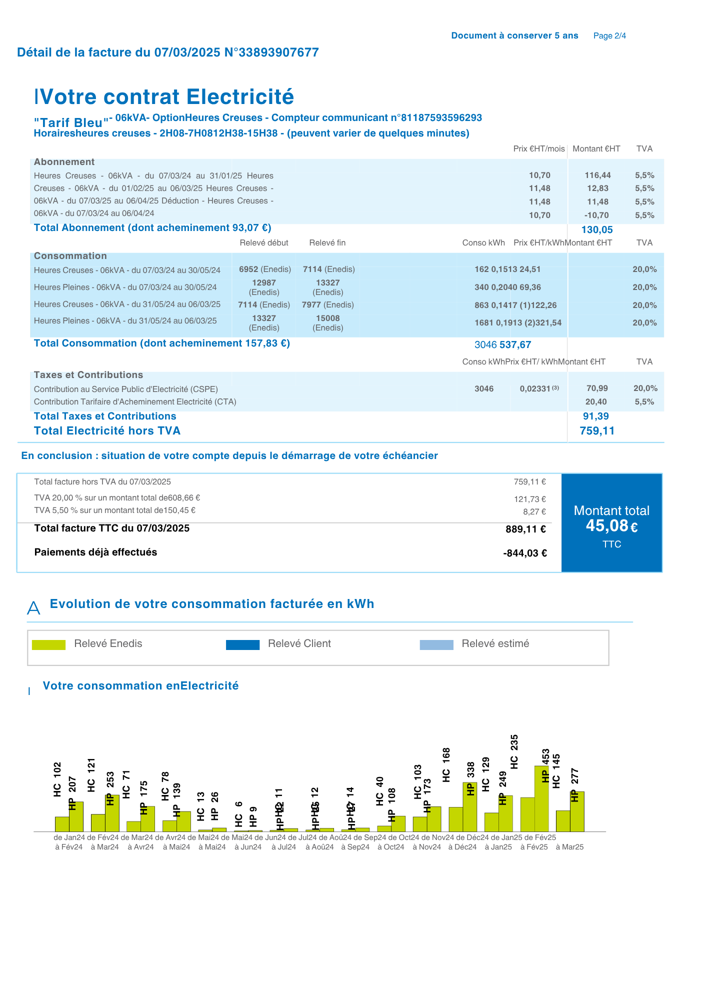 Document à conserver 5 ans Page 2/4
Détail de la facture du 07/03/2025 N°33893907677
|Votre contrat Electricité
"Tarif Bleu"- 06kVA- OptionHeures Creuses - Compteur communicant n°81187593596293
Horairesheures creuses - 2H08-7H0812H38-15H38 - (peuvent varier de quelques minutes)
Prix €HT/mois Montant €HT TVA
Abonnement
Heures Creuses - 06kVA - du 07/03/24 au 31/01/25 Heures 10,70 116,44 5,5%
Creuses - 06kVA - du 01/02/25 au 06/03/25 Heures Creuses - 11,48 12,83 5,5%
06kVA - du 07/03/25 au 06/04/25 Déduction - Heures Creuses - 11,48 11,48 5,5%
06kVA - du 07/03/24 au 06/04/24 10,70 -10,70 5,5%
Total Abonnement (dont acheminement 93,07 €) 130,05
Relevé début Relevé fin Conso kWh Prix €HT/kWhMontant €HT TVA
Consommation
Heures Creuses - 06kVA - du 07/03/24 au 30/05/24 6952 (Enedis) 7114 (Enedis) 162 0,1513 24,51 20,0%
Heures Pleines - 06kVA - du 07/03/24 au 30/05/24 12987 (Enedis) 13327 (Enedis) 340 0,2040 69,36 20,0%
Heures Creuses - 06kVA - du 31/05/24 au 06/03/25 7114 (Enedis) 7977 (Enedis) 863 0,1417 (1)122,26 20,0%
Heures Pleines - 06kVA - du 31/05/24 au 06/03/25 13327 (Enedis) 15008 (Enedis) 1681 0,1913 (2)321,54 20,0%
Total Consommation (dont acheminement 157,83 €) 3046 537,67
Conso kWhPrix €HT/ kWhMontant €HT TVA
Taxes et Contributions
Contribution au Service Public d'Electricité (CSPE) 3046 0,02331 (3) 70,99 20,0%
Contribution Tarifaire d'Acheminement Electricité (CTA) 20,40 5,5%
Total Taxes et Contributions 91,39
Total Electricité hors TVA 759,11
En conclusion : situation de votre compte depuis le démarrage de votre échéancier
Total facture hors TVA du 07/03/2025 759,11 €
TVA 20,00 % sur un montant total de608,66 € 121,73 €
TVA 5,50 % sur un montant total de150,45 € 8,27 €
Total facture TTC du 07/03/2025 889,11 €
Paiements déjà effectués -844,03 €
Montant total
45,08 €
TTC
A Evolution de votre consommation facturée en kWh
Relevé Enedis Relevé Client Relevé estimé
| Votre consommation enElectricité
HC 102 HP 207 HC 121 HP 253 HC 71 HP 175 HC 78 HP 139 HC 13 HP 26 HC 6 HP 9 HC 11 HP 22 HC 12 HP 25 HC 14 HP 27 HC 40 HP 108 HC 103 HP 173 HC 168 HP 338 HC 129 HP 249 HC 235 HP 453 HC 145 HP 277
de Jan24 de Fév24 de Mar24 de Avr24 de Mai24 de Mai24 de Jun24 de Jul24 de Aoû24 de Sep24 de Oct24 de Nov24 de Déc24 de Jan25 de Fév25
à Fév24 à Mar24 à Avr24 à Mai24 à Mai24 à Jun24 à Jul24 à Aoû24 à Sep24 à Oct24 à Nov24 à Déc24 à Jan25 à Fév25 à Mar25